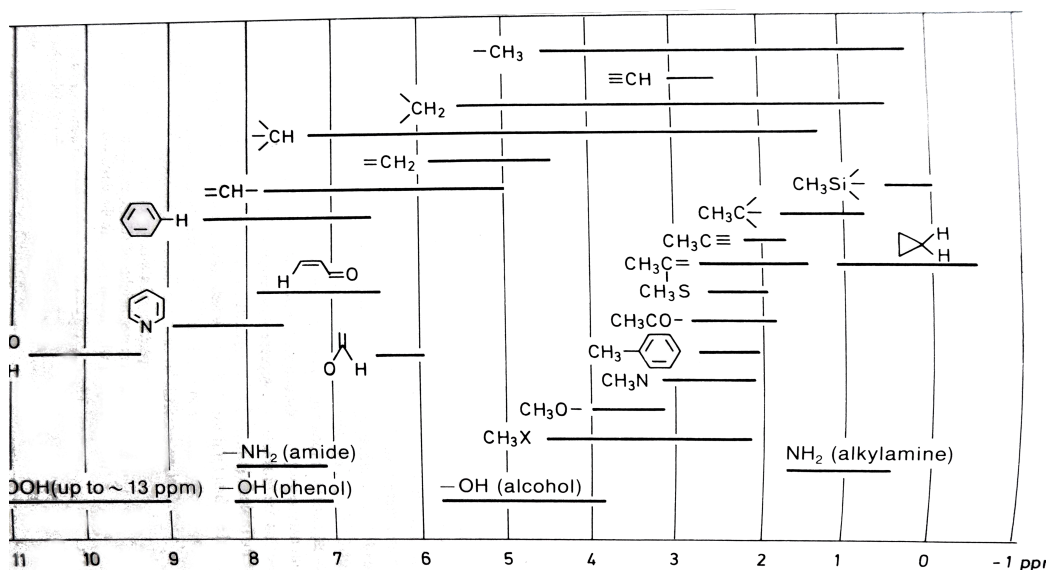 —CH₃
≡CH
>CH₂
>CH
=CH₂
=CH—
CH₃Si
H
CH₃C
CH₃C≡
H
H
CH₃C=
H
O
CH₃S
N
CH₃CO—
O
H
O
H
CH₃—
CH₃N
CH₃O—
CH₃X
—NH₂ (amide)
NH₂ (alkylamine)
OOH(up to ~ 13 ppm)
—OH (phenol)
—OH (alcohol)
11 10 9 8 7 6 5 4 3 2 1 0 -1 ppm